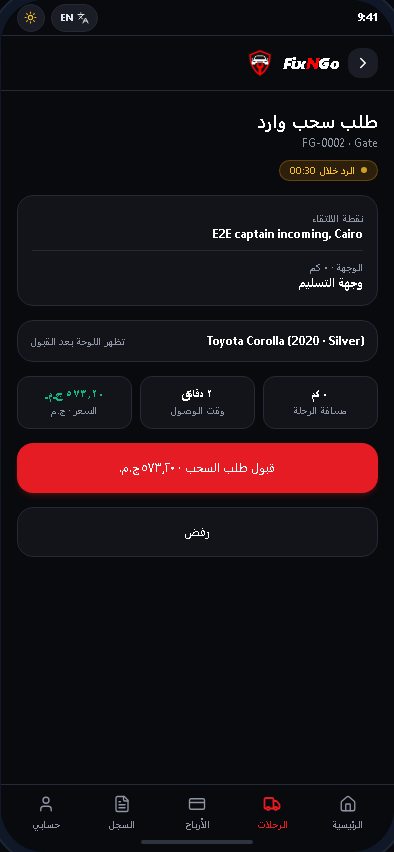 9:41
EN
FixNGo
طلب سحب وارد
FG-0002 · Gate
الرد خلال 00:30
نقطة الالتقاء
E2E captain incoming, Cairo
الوجهة · ٠ كم
وجهة التسليم
Toyota Corolla (2020 · Silver)
تظهر اللوحة بعد القبول
٠ كم
مسافة الرحلة
٢ دقائق
وقت الوصول
٥٧٣٫٢٠ ج.م.
السعر · ج.م
قبول طلب السحب · ٥٧٣٫٢٠ ج.م.
رفض
الرئيسية
الرحلات
الأرباح
السجل
حسابي